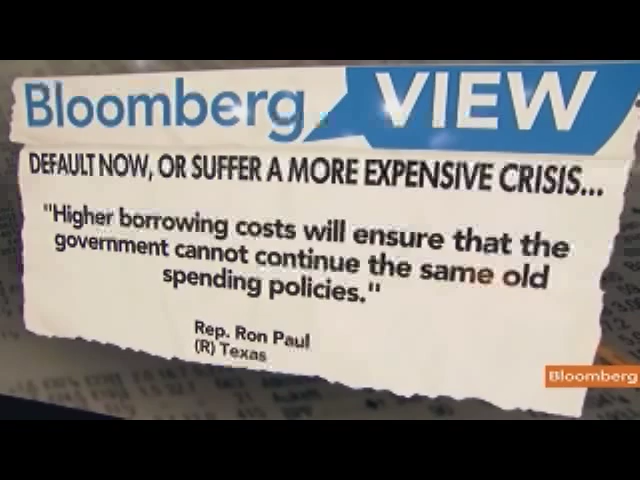 Bloomberg VIEW
DEFAULT NOW, OR SUFFER A MORE EXPENSIVE CRISIS...
"Higher borrowing costs will ensure that the
government cannot continue the same old
spending policies."
Rep. Ron Paul
(R) Texas
Bloomberg